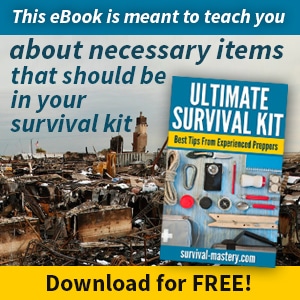 This eBook is meant to teach you
about necessary items
that should be
in your
survival kit
ULTIMATE
SURVIVAL KIT
Best Tips From Experienced Preppers
survival-mastery.com
Download for FREE!